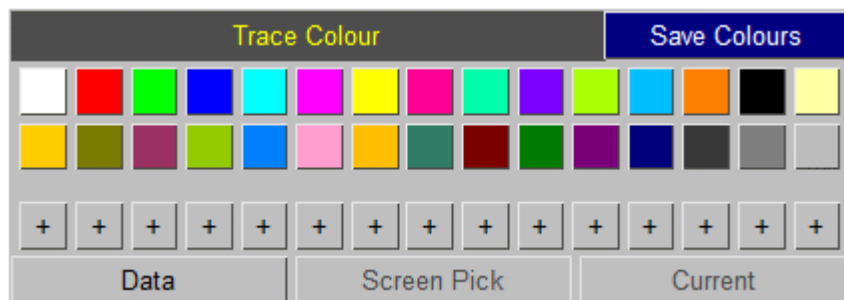 Trace Colour Save Colours
+ + + + + + + + + + + + + + +
Data Screen Pick Current